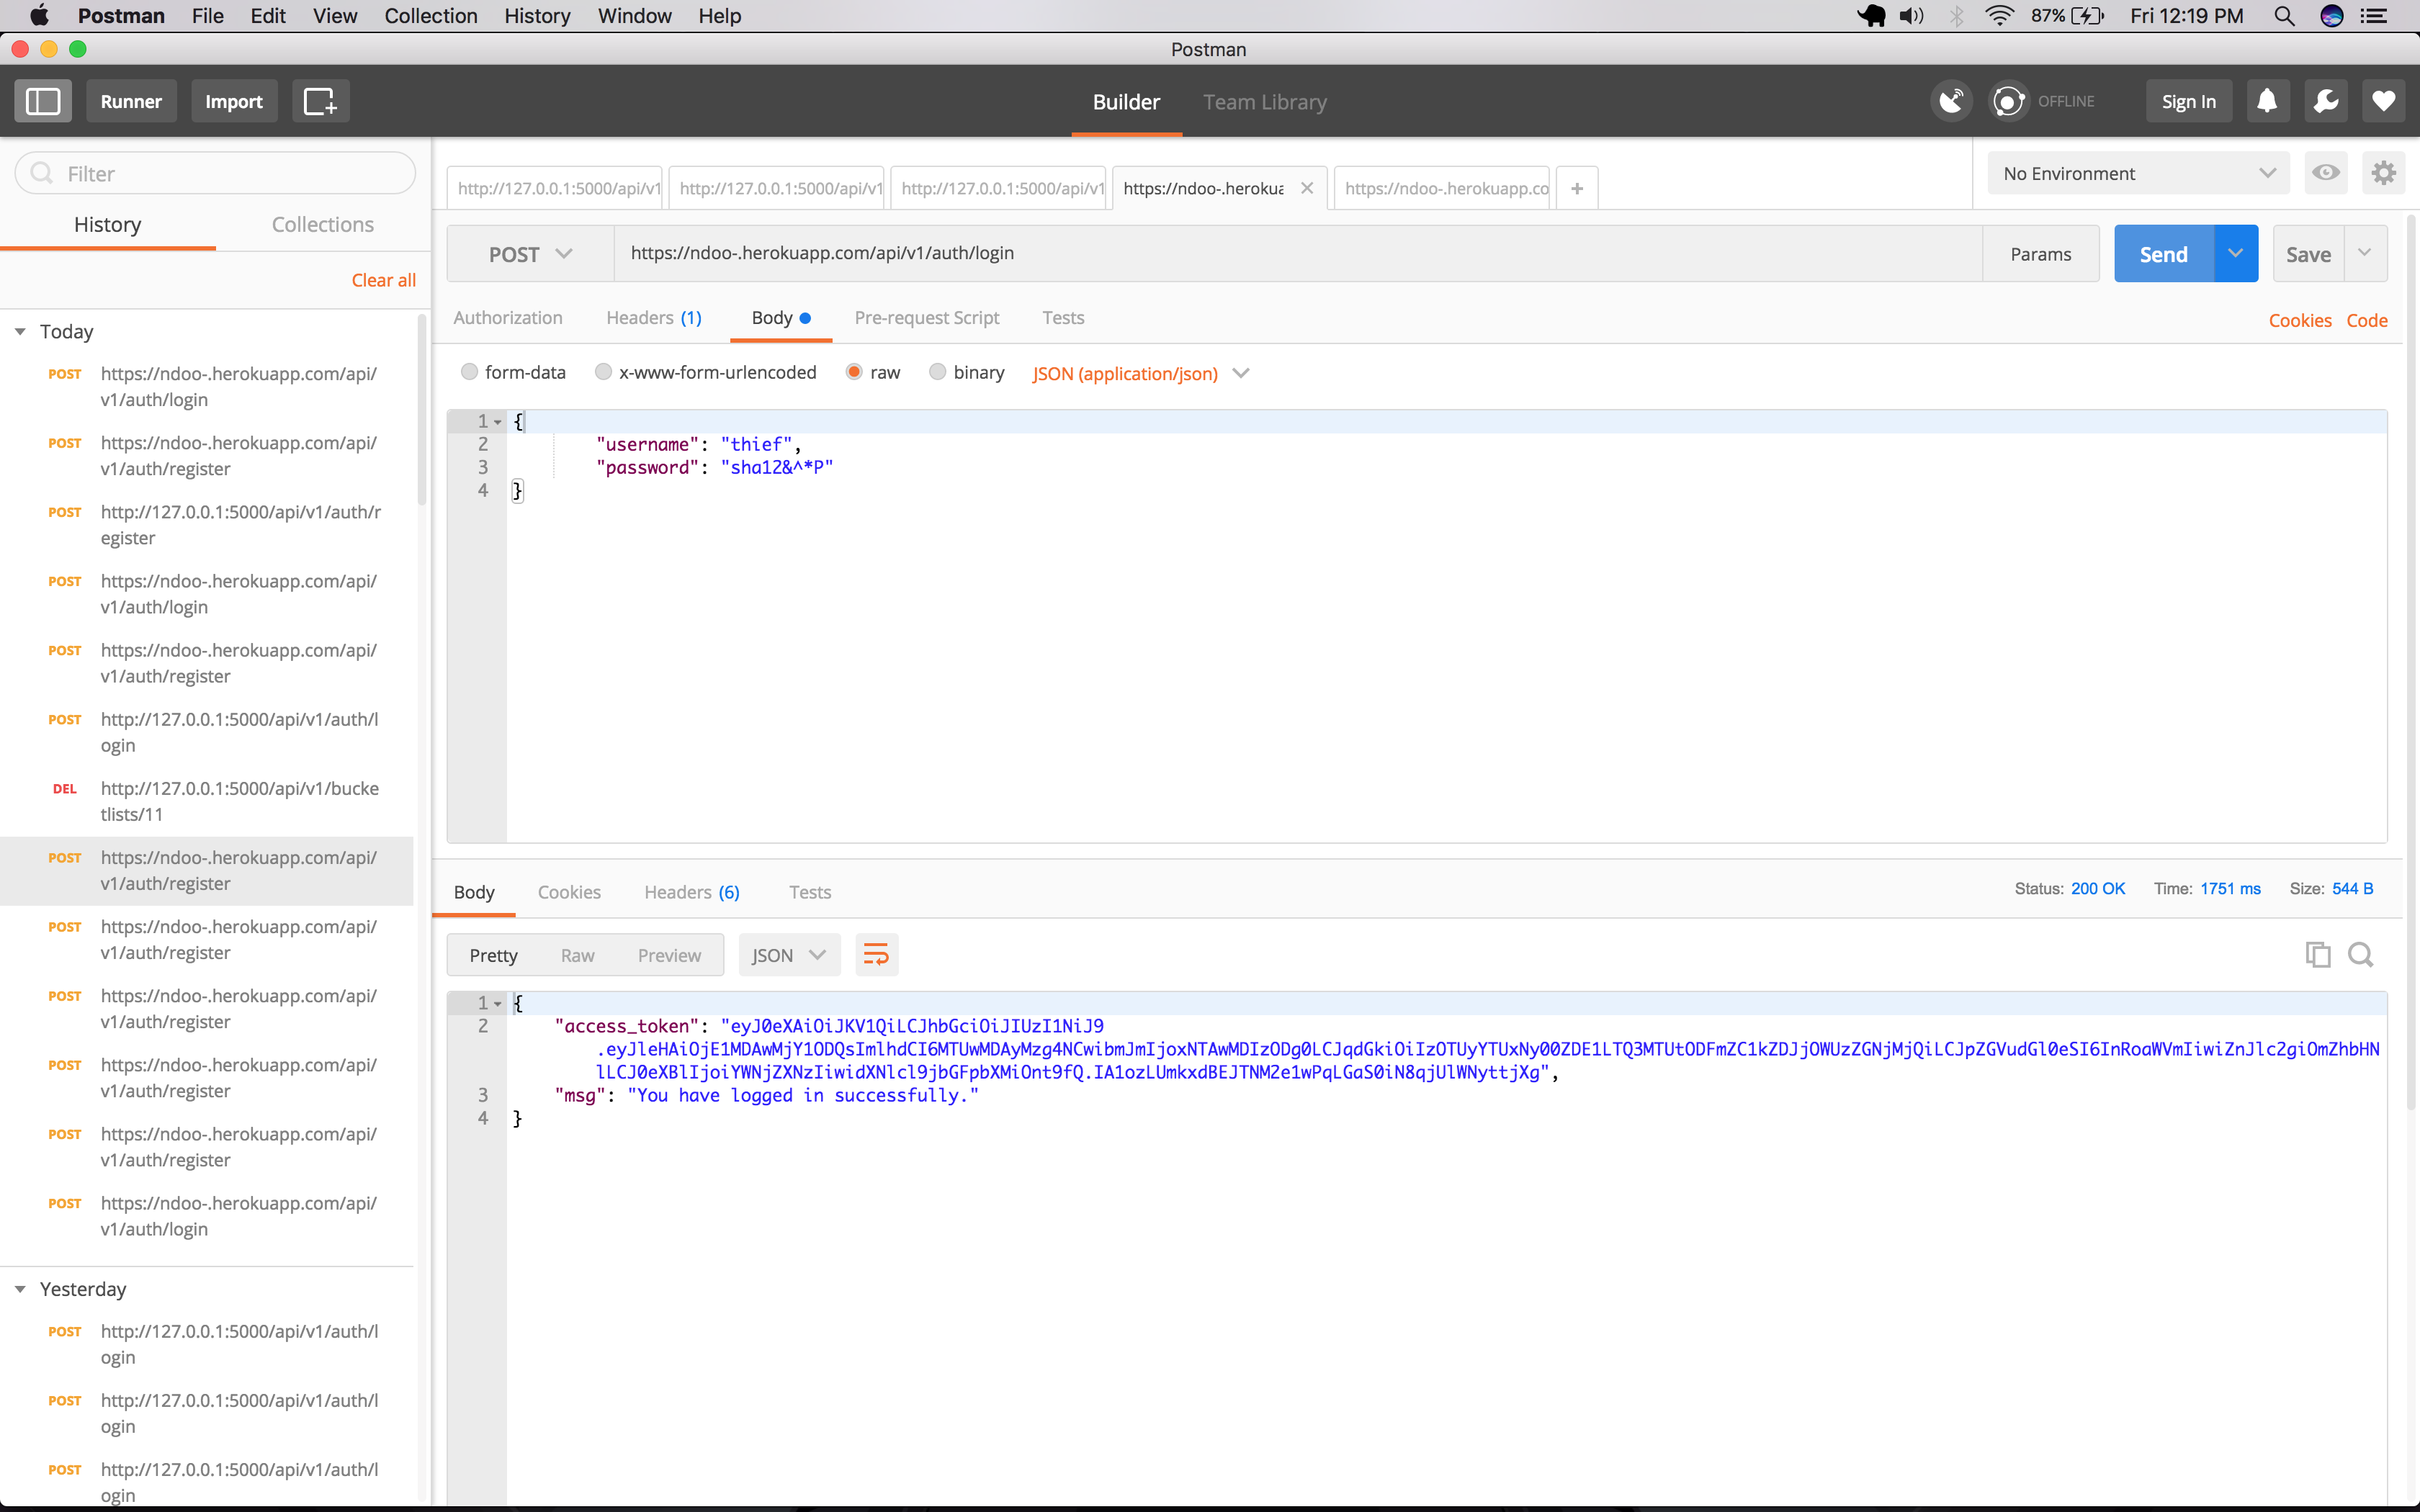 Postman File Edit View Collection History Window Help 87% Fri 12:19 PM
Postman
Runner Import Builder Team Library OFFLINE Sign In
Filter
History Collections
Clear all
Today
POST https://ndoo-.herokuapp.com/api/
v1/auth/login
POST https://ndoo-.herokuapp.com/api/
v1/auth/register
POST http://127.0.0.1:5000/api/v1/auth/r
egister
POST https://ndoo-.herokuapp.com/api/
v1/auth/login
POST https://ndoo-.herokuapp.com/api/
v1/auth/register
POST http://127.0.0.1:5000/api/v1/auth/l
ogin
DEL http://127.0.0.1:5000/api/v1/bucke
tlists/11
POST https://ndoo-.herokuapp.com/api/
v1/auth/register
POST https://ndoo-.herokuapp.com/api/
v1/auth/register
POST https://ndoo-.herokuapp.com/api/
v1/auth/register
POST https://ndoo-.herokuapp.com/api/
v1/auth/register
POST https://ndoo-.herokuapp.com/api/
v1/auth/register
POST https://ndoo-.herokuapp.com/api/
v1/auth/login
Yesterday
POST http://127.0.0.1:5000/api/v1/auth/l
ogin
POST http://127.0.0.1:5000/api/v1/auth/l
ogin
POST http://127.0.0.1:5000/api/v1/auth/l
ogin
http://127.0.0.1:5000/api/v1 http://127.0.0.1:5000/api/v1 http://127.0.0.1:5000/api/v1 https://ndoo-.herokua https://ndoo-.herokuapp.co
No Environment
POST https://ndoo-.herokuapp.com/api/v1/auth/login Params Send Save
Authorization Headers (1) Body Pre-request Script Tests Cookies Code
form-data x-www-form-urlencoded raw binary JSON (application/json)
1 {
2 "username": "thief",
3 "password": "sha12&^*P"
4 }
Body Cookies Headers (6) Tests Status: 200 OK Time: 1751 ms Size: 544 B
Pretty Raw Preview JSON
1 {
2 "access_token": "eyJ0eXAiOiJKV1QiLCJhbGciOiJIUzI1NiJ9
.eyJleHAiOjE1MDAwMjY1ODQsImlhdCI6MTUwMDAyMzg4NCwibmJmIjoxNTAwMDIzODg0LCJqdGkiOiIzOTUyYTUxNy00ZDE1LTQ3MTUtODFmZC1kZDJjOWUzZGNjMjQiLCJpZGVudGl0eSI6InRoaWVmIiwiZnJlc2giOmZhbHN
lLCJ0eXBlIjoiYWNjZXNzIiwidXNlcl9jbGFpbXMiOnt9fQ.IA1ozLUmkxdBEJTNM2e1wPqLGaS0iN8qjUlWNyttjXg",
3 "msg": "You have logged in successfully."
4 }